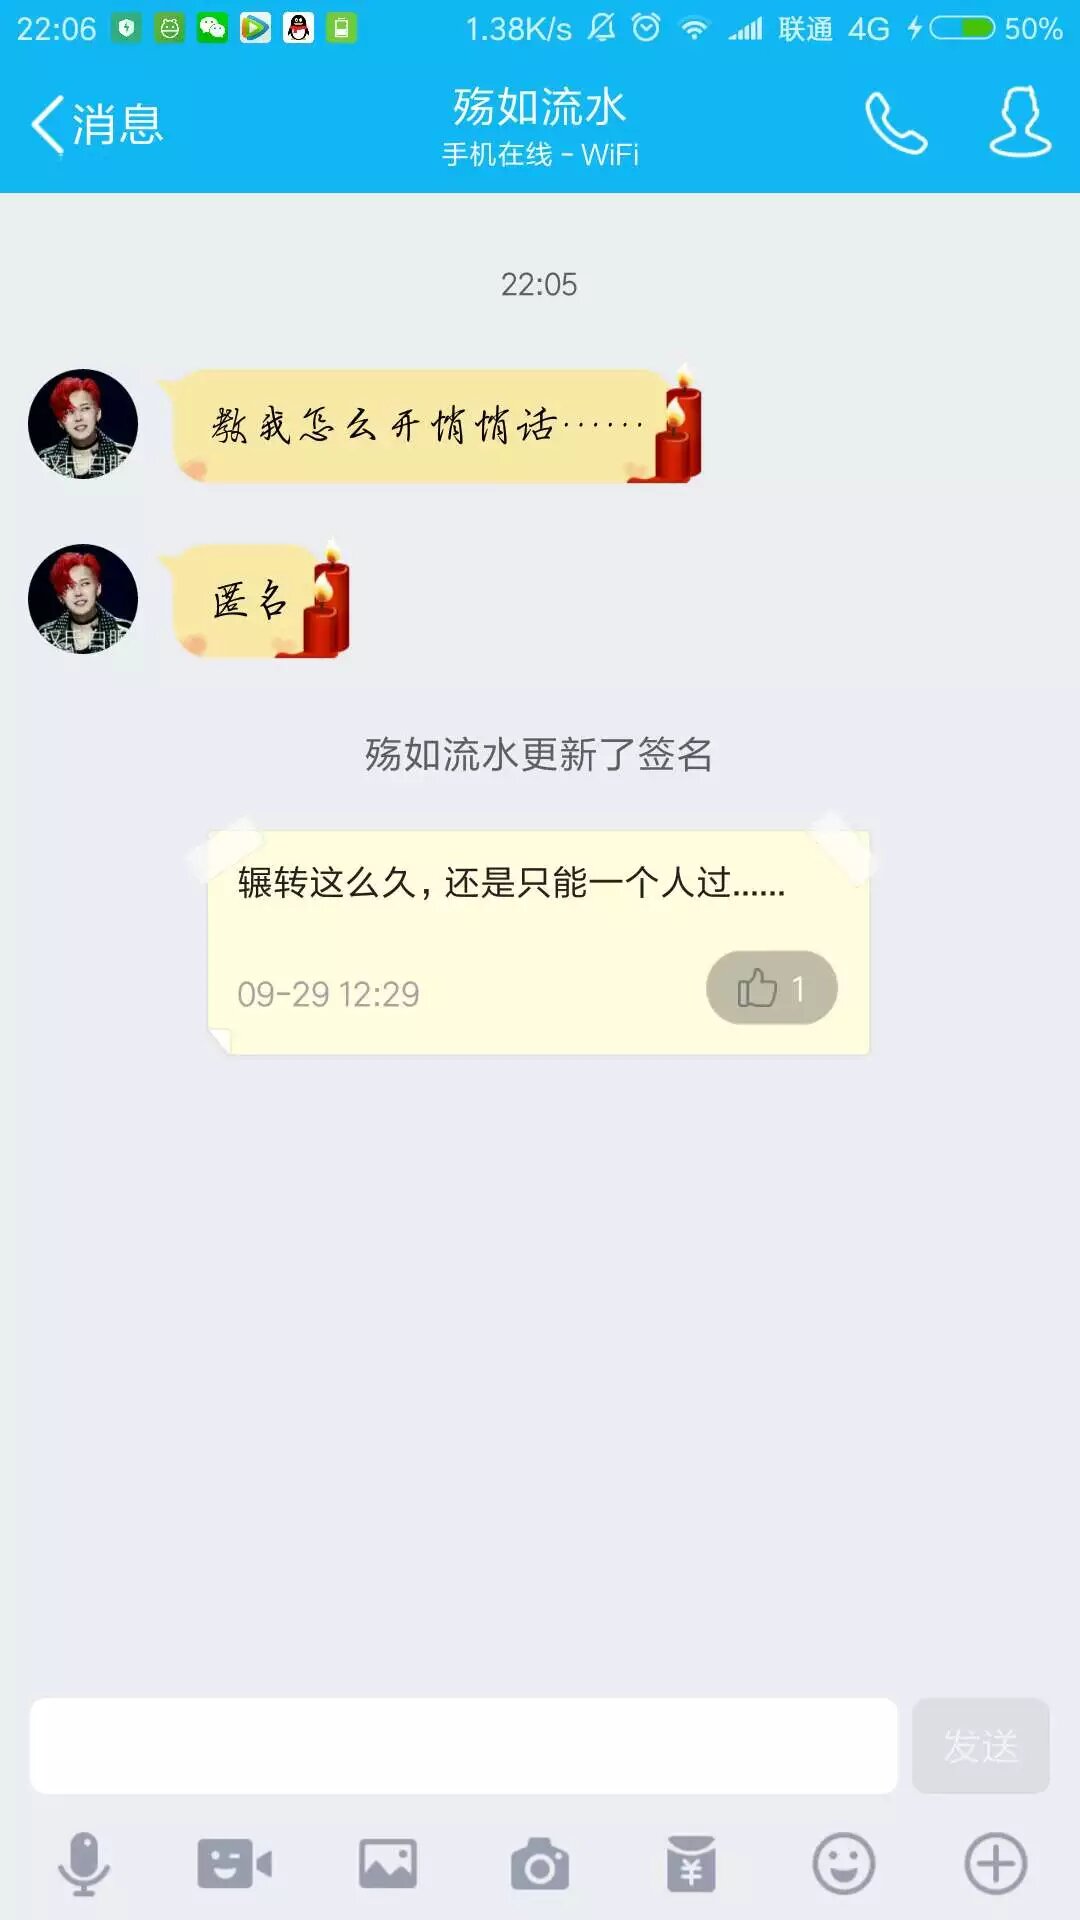 22:06 1.38K/s 联通 4G 50%
消息
殇如流水
手机在线 - WiFi
22:05
教我怎么开悄悄话……
匿名
殇如流水更新了签名
辗转这么久，还是只能一个人过......
09-29 12:29
1
发送